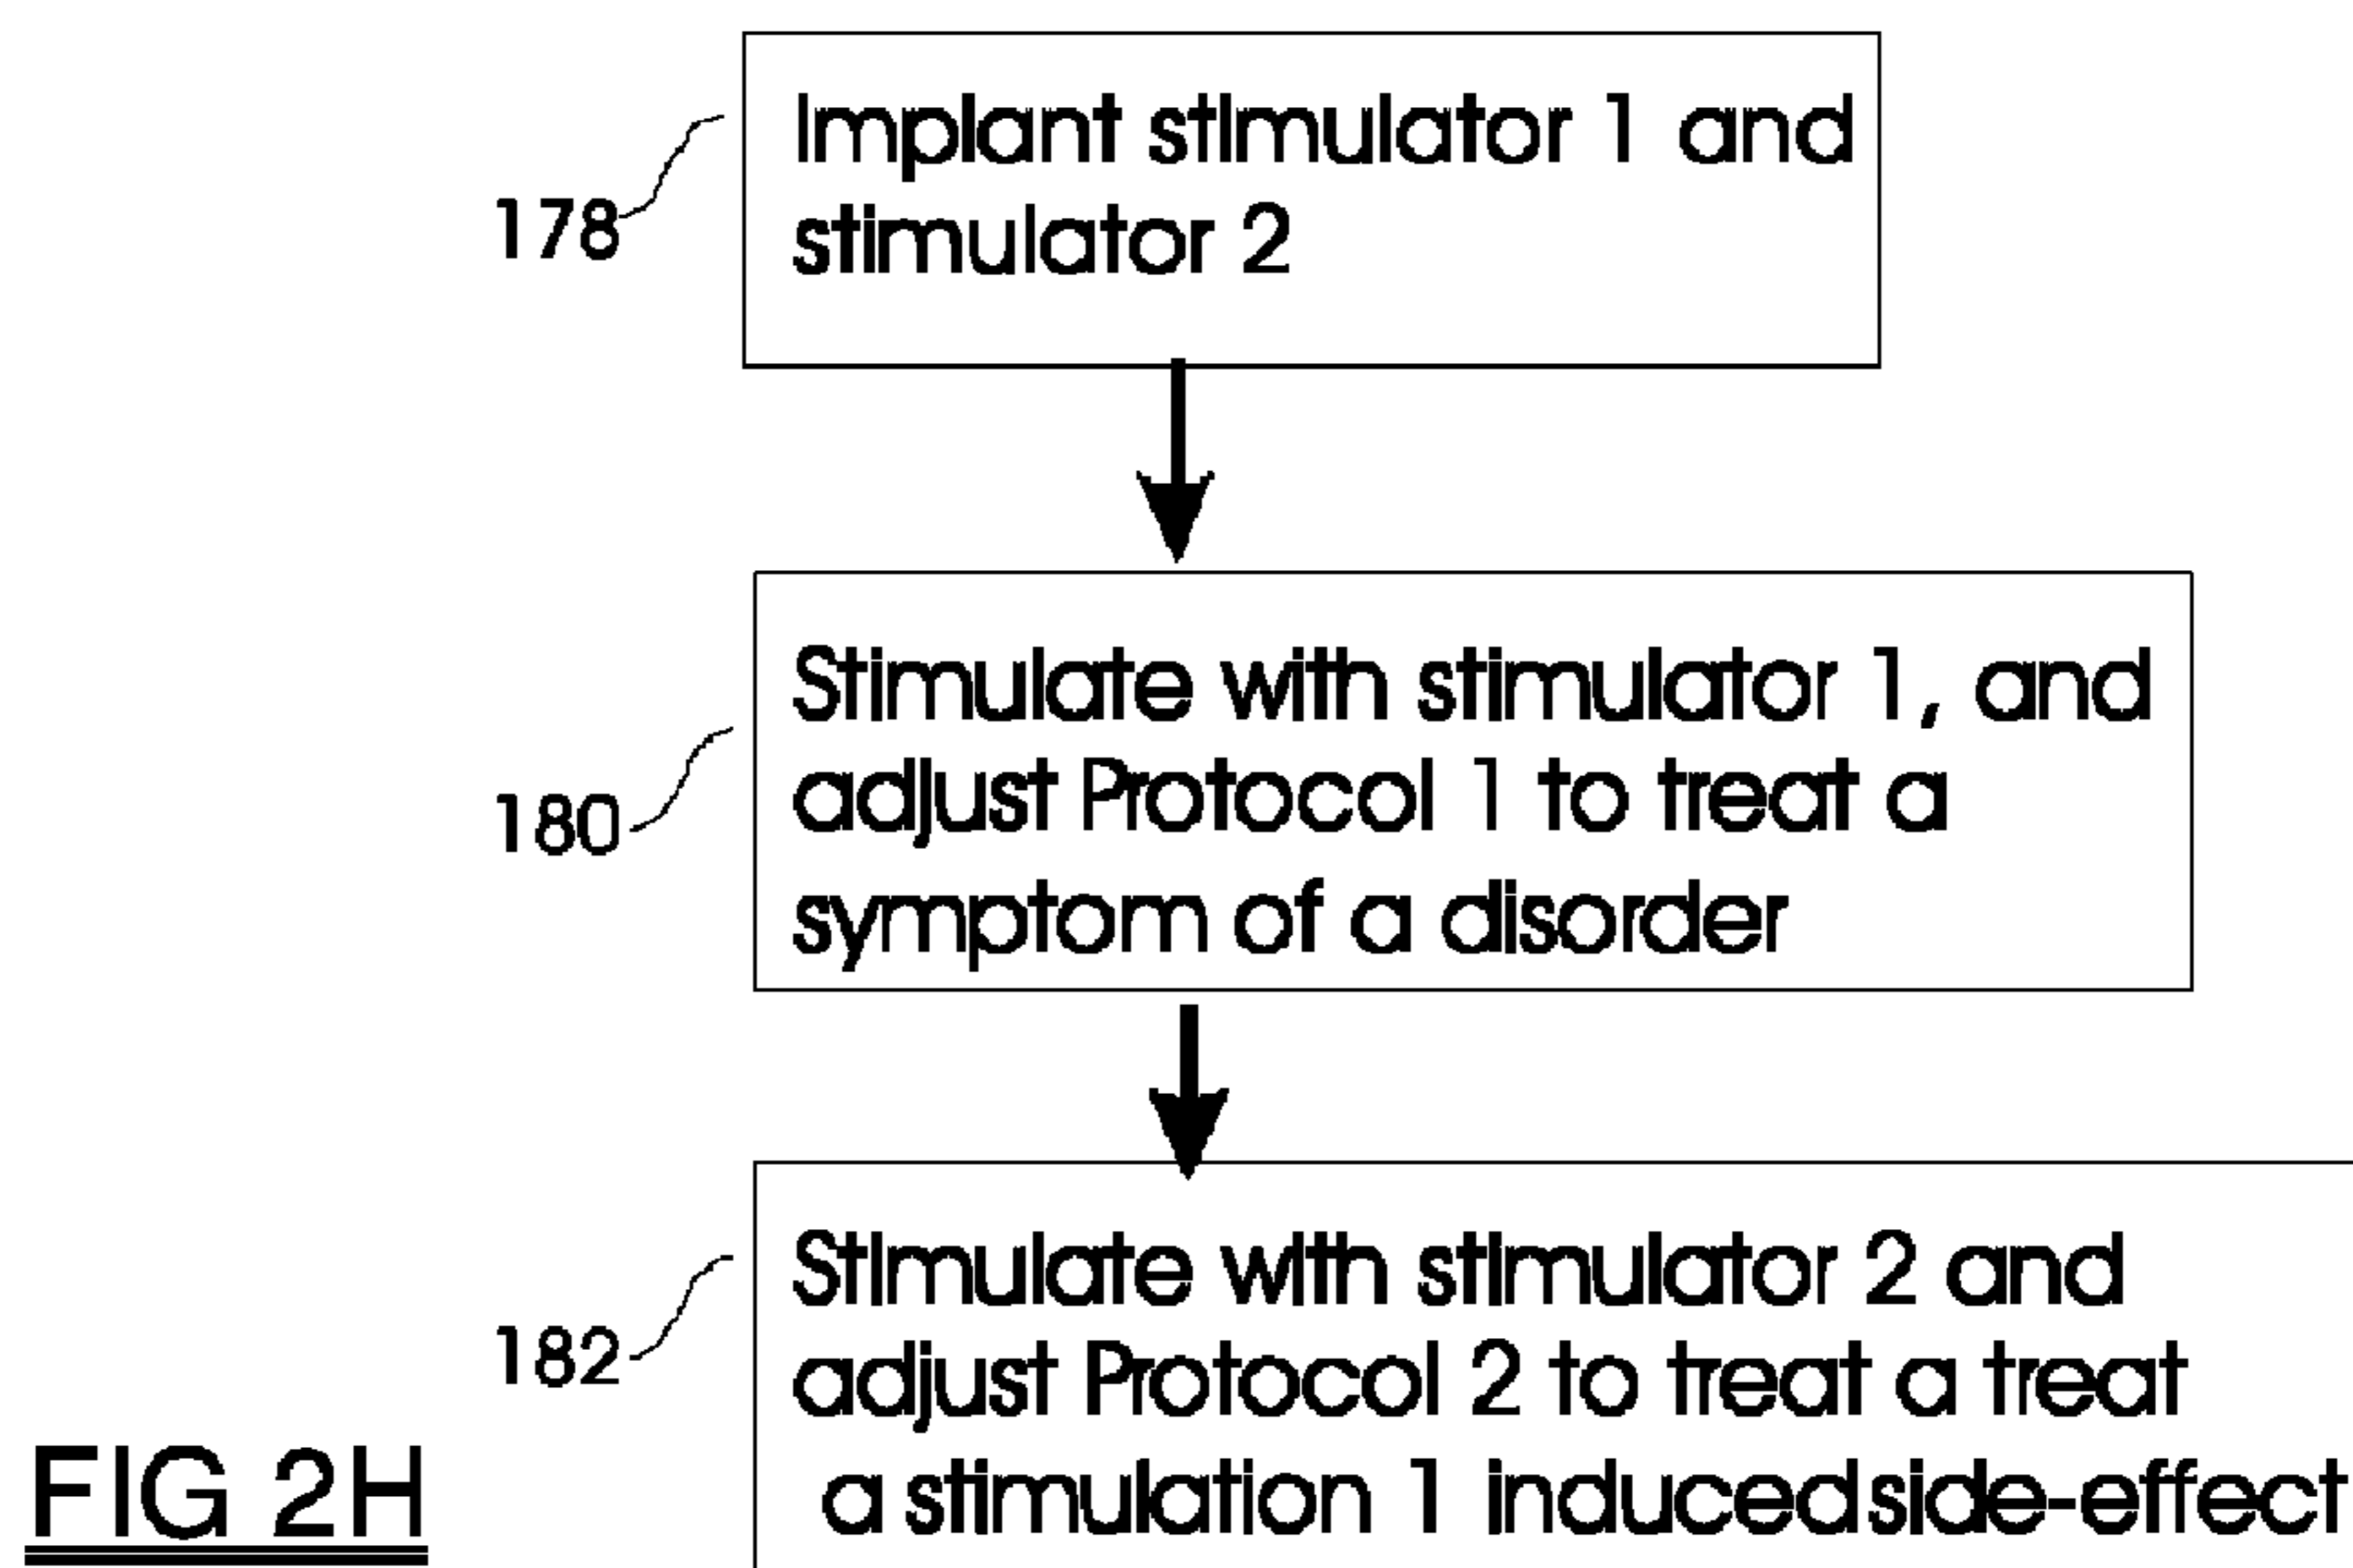 Implant stimulator 1 and
stimulator 2
178
Stimulate with stimulator 1, and
adjust Protocol 1 to treat a
symptom of a disorder
180
Stimulate with stimulator 2 and
adjust Protocol 2 to treat a treat
a stimulation 1 induced side-effect
182
FIG 2H